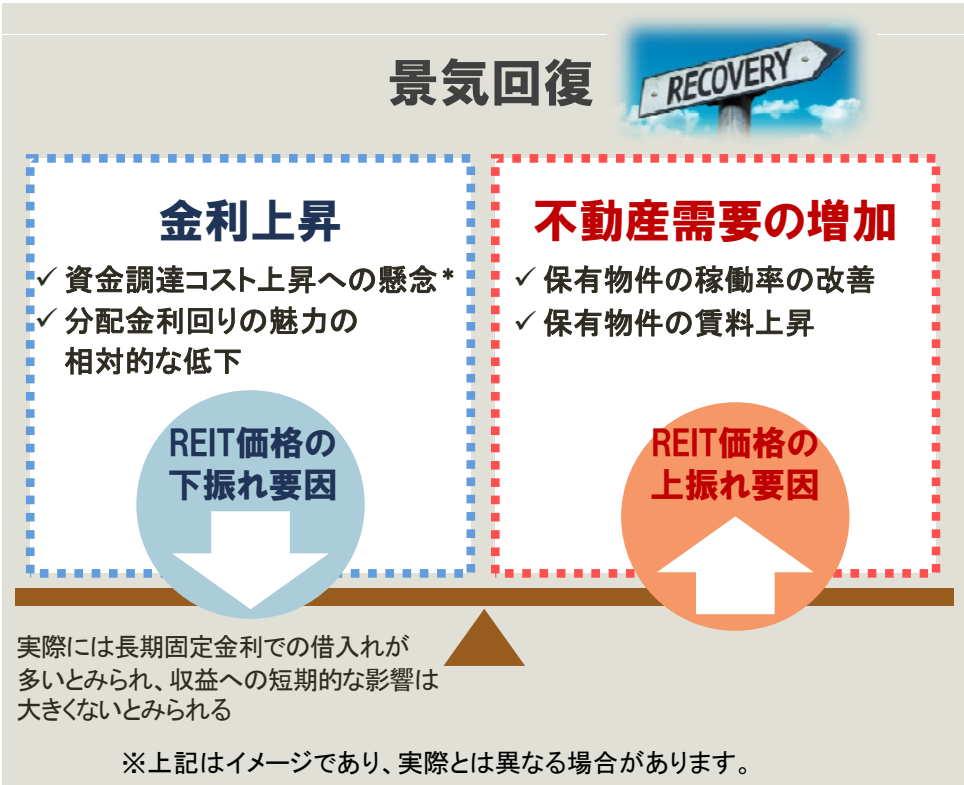 景気回復
RECOVERY
金利上昇
✓ 資金調達コスト上昇への懸念*
✓ 分配金利回りの魅力の
相対的な低下
REIT価格の
下振れ要因
不動産需要の増加
✓ 保有物件の稼働率の改善
✓ 保有物件の賃料上昇
REIT価格の
上振れ要因
実際には長期固定金利での借入れが
多いとみられ、収益への短期的な影響は
大きくないとみられる
※上記はイメージであり、実際とは異なる場合があります。